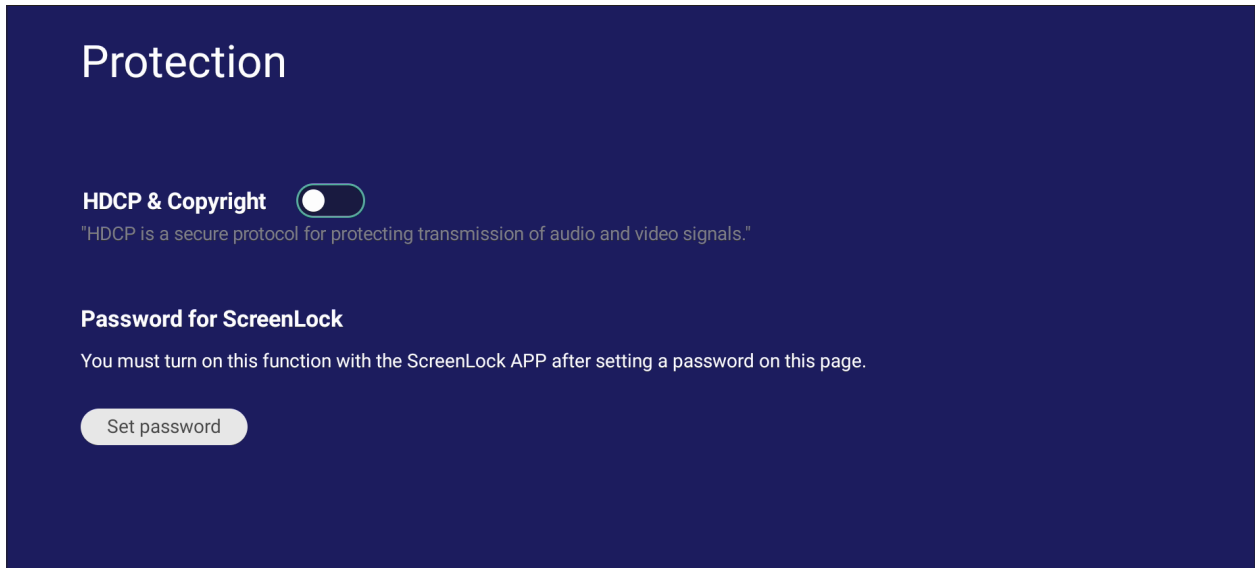 Protection
HDCP & Copyright
"HDCP is a secure protocol for protecting transmission of audio and video signals."
Password for ScreenLock
You must turn on this function with the ScreenLock APP after setting a password on this page.
Set password